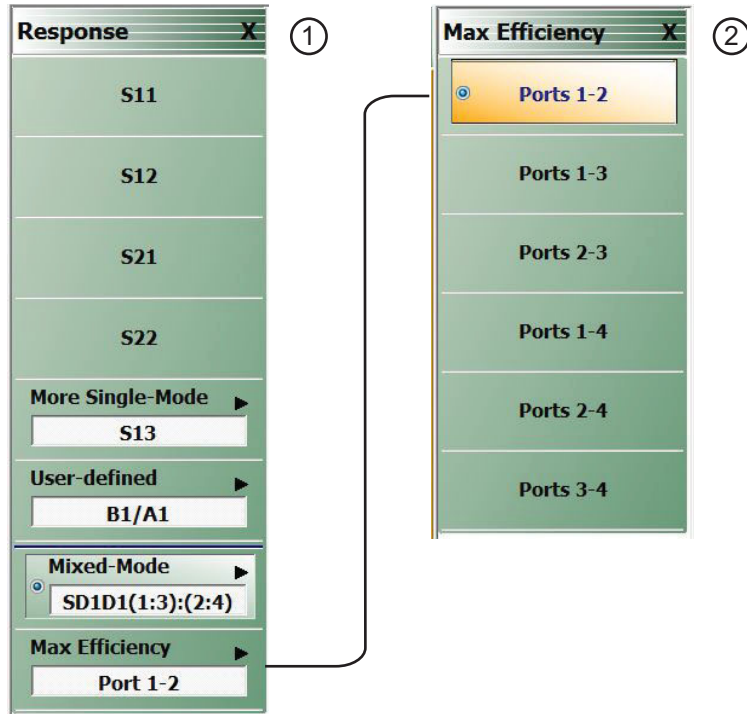 Response X
1
S11
S12
S21
S22
More Single-Mode
S13
User-defined
B1/A1
Mixed-Mode
SD1D1(1:3):(2:4)
Max Efficiency
Port 1-2
Max Efficiency X
2
Ports 1-2
Ports 1-3
Ports 2-3
Ports 1-4
Ports 2-4
Ports 3-4